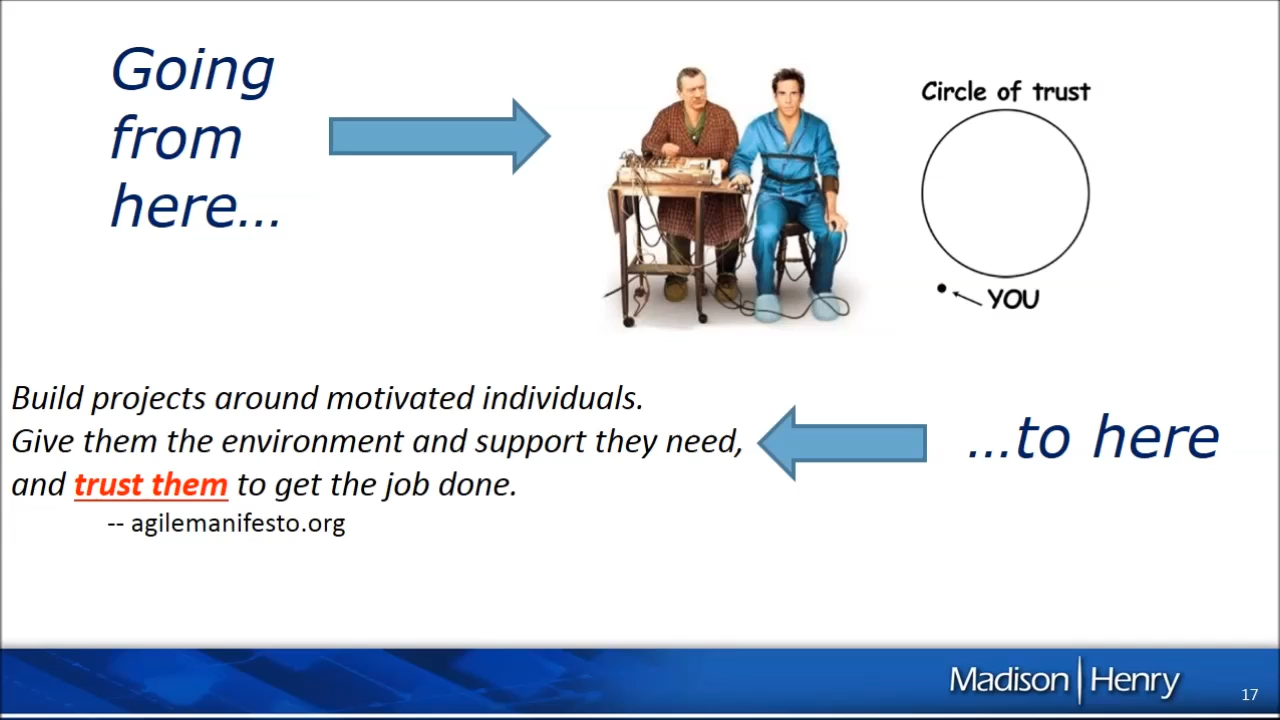 Going
from
here...
Circle of trust
YOU
Build projects around motivated individuals.
Give them the environment and support they need,
and trust them to get the job done.
-- agilemanifesto.org
...to here
Madison|Henry
17